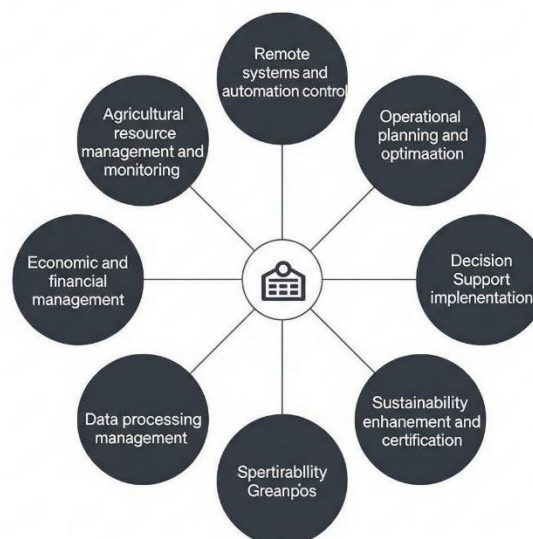 Remote
systems and
automation control
Operational
planning and
optimaation
Decision
Support
implenentation
Sustainability
enhanement and
certification
Spertirabllity
Greanpos
Data processing
management
Economic and
financial
management
Agricultural
resource
management and
monitoring